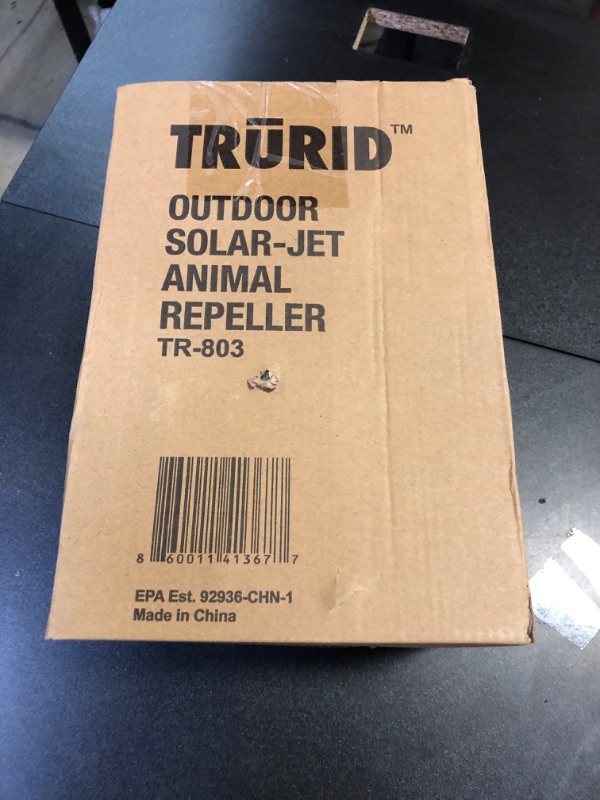 TRŪRID™
OUTDOOR
SOLAR-JET
ANIMAL
REPELLER
TR-803
8 60011 41367 7
EPA Est. 92936-CHN-1
Made in China